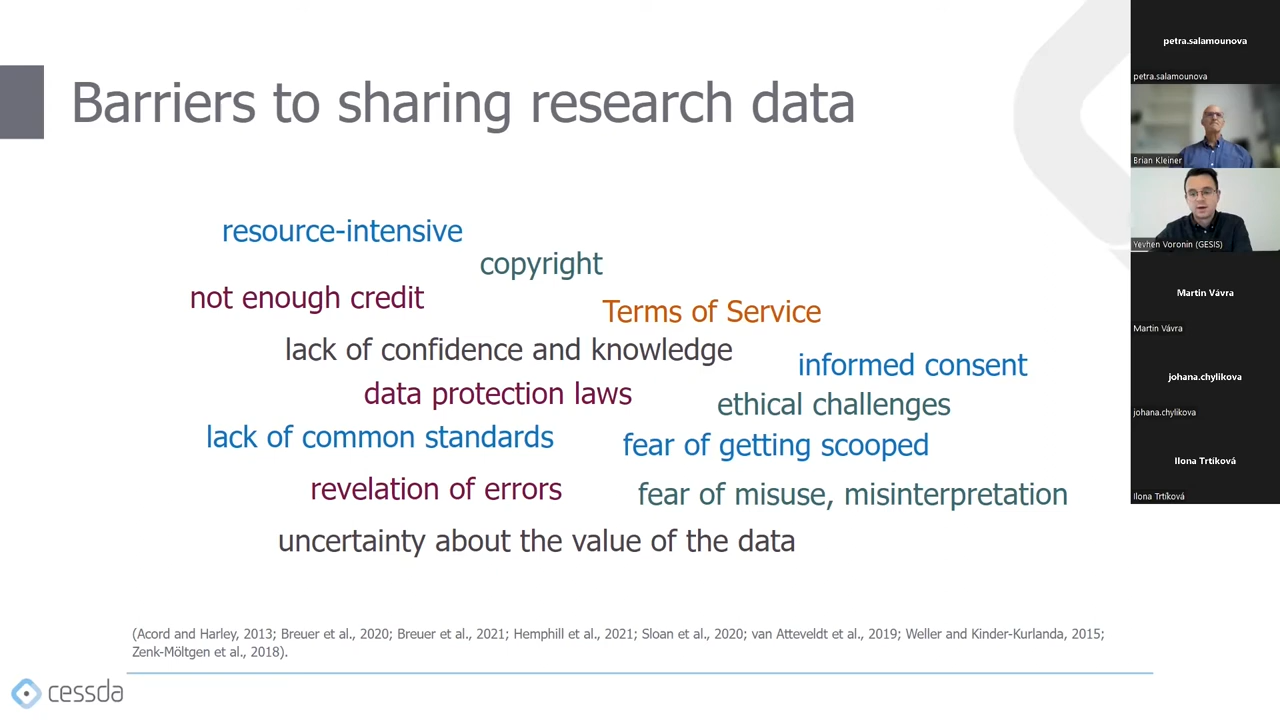 Barriers to sharing research data
resource-intensive
copyright
not enough credit
Terms of Service
lack of confidence and knowledge
informed consent
data protection laws
ethical challenges
lack of common standards
fear of getting scooped
revelation of errors
fear of misuse, misinterpretation
uncertainty about the value of the data
(Acord and Harley, 2013; Breuer et al., 2020; Breuer et al., 2021; Hemphill et al., 2021; Sloan et al., 2020; van Atteveldt et al., 2019; Weller and Kinder-Kurlanda, 2015;
Zenk-Möltgen et al., 2018).
cessda
petra.salamounova
petra.salamounova
Brian Kleiner
Yevhen Voronin (GESIS)
Martin Vávra
Martin Vávra
johana.chylikova
johana.chylikova
Ilona Trtíková
Ilona Trtíková